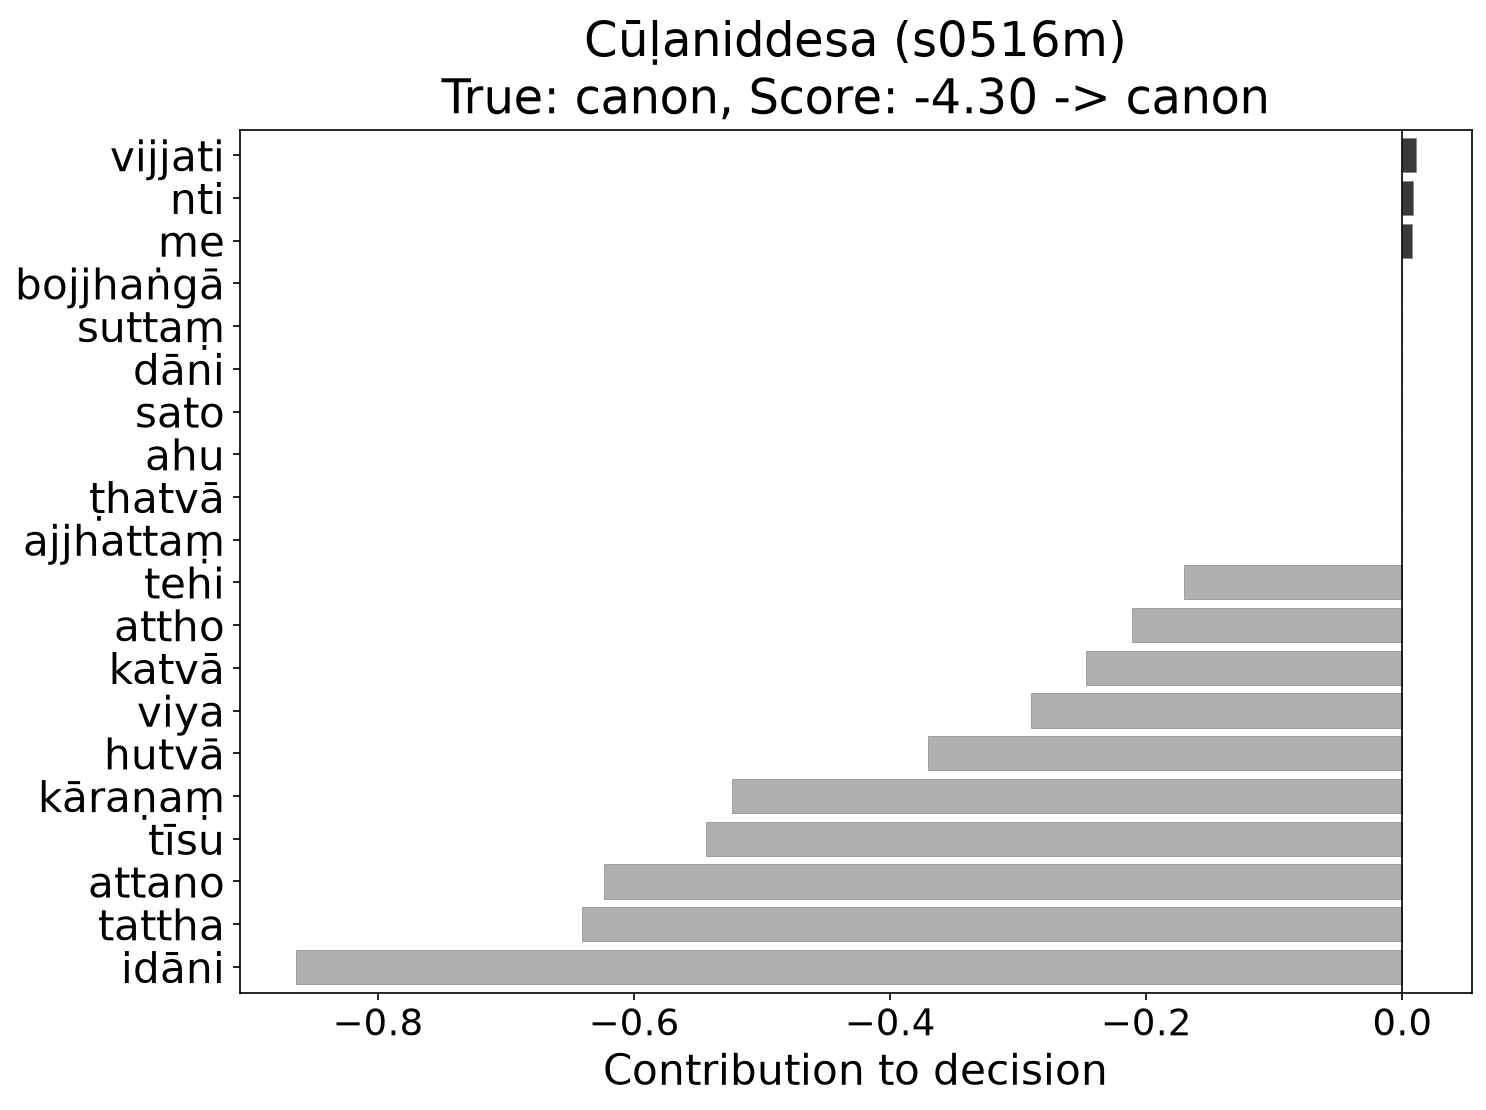 Cūḷaniddesa (s0516m)
True: canon, Score: -4.30 -> canon
vijjati
nti
me
bojjhaṅgā
suttaṃ
dāni
sato
ahu
ṭhatvā
ajjhattaṃ
tehi
attho
katvā
viya
hutvā
kāraṇaṃ
tīsu
attano
tattha
idāni
−0.8 −0.6 −0.4 −0.2 0.0
Contribution to decision